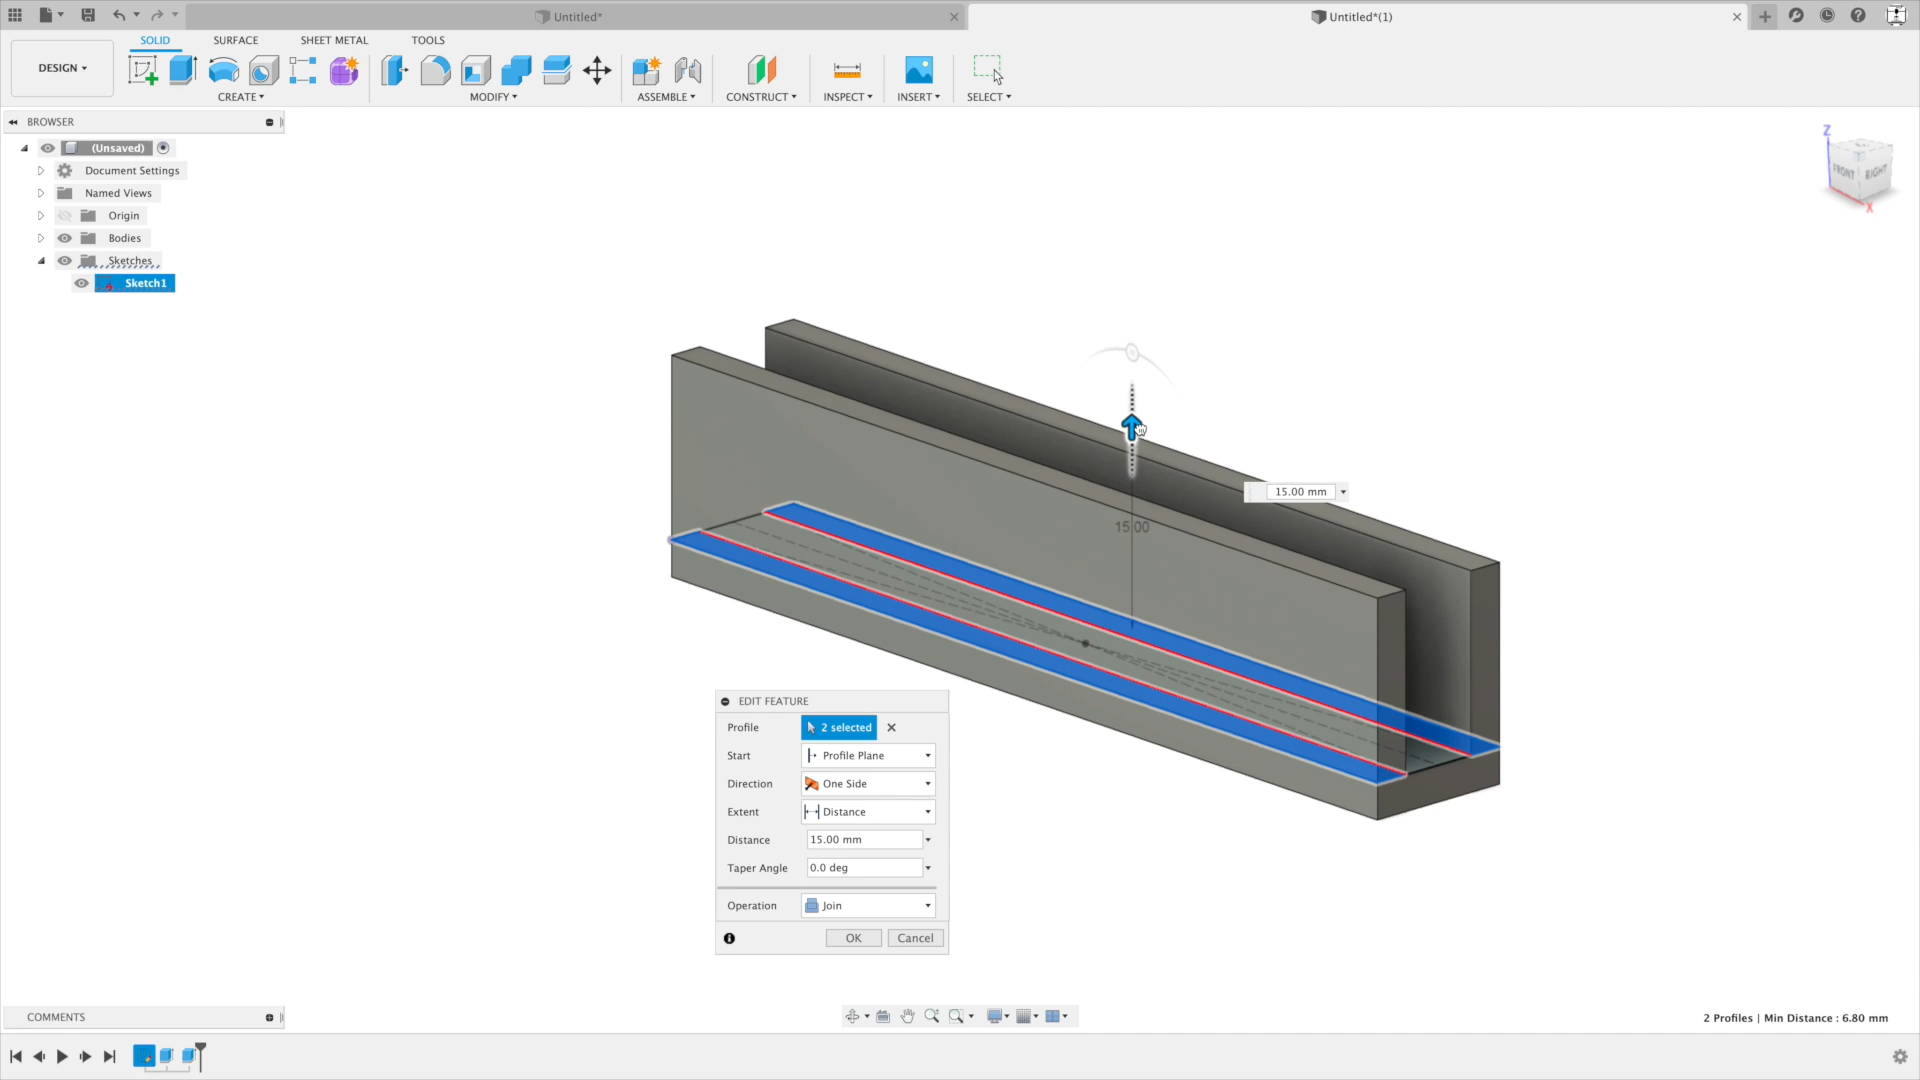 Untitled*
Untitled*(1)
SOLID
SURFACE
SHEET METAL
TOOLS
DESIGN
CREATE
MODIFY
ASSEMBLE
CONSTRUCT
INSPECT
INSERT
SELECT
BROWSER
(Unsaved)
Document Settings
Named Views
Origin
Bodies
Sketches
Sketch1
Z
FRONT
RIGHT
X
15.00 mm
15.00
EDIT FEATURE
Profile 2 selected
Start Profile Plane
Direction One Side
Extent Distance
Distance 15.00 mm
Taper Angle 0.0 deg
Operation Join
OK Cancel
COMMENTS
2 Profiles | Min Distance : 6.80 mm